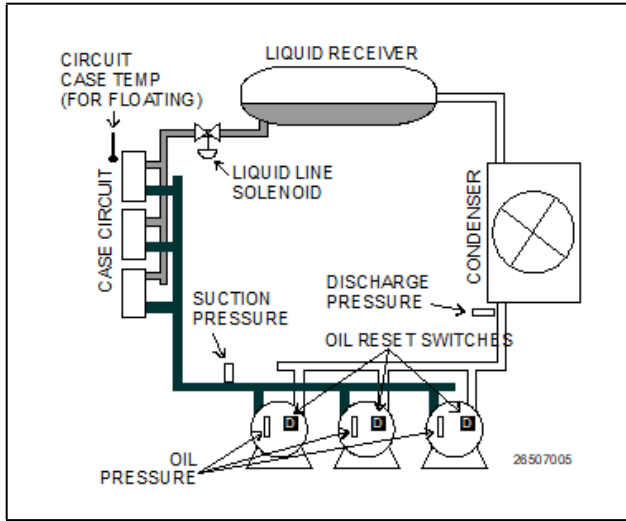 CIRCUIT
CASE TEMP
(FOR FLOATING)
LIQUID RECEIVER
LIQUID LINE
SOLENOID
CASE CIRCUIT
CONDENSER
SUCTION
PRESSURE
DISCHARGE
PRESSURE
OIL RESET SWITCHES
D
D
D
OIL
PRESSURE
26507005